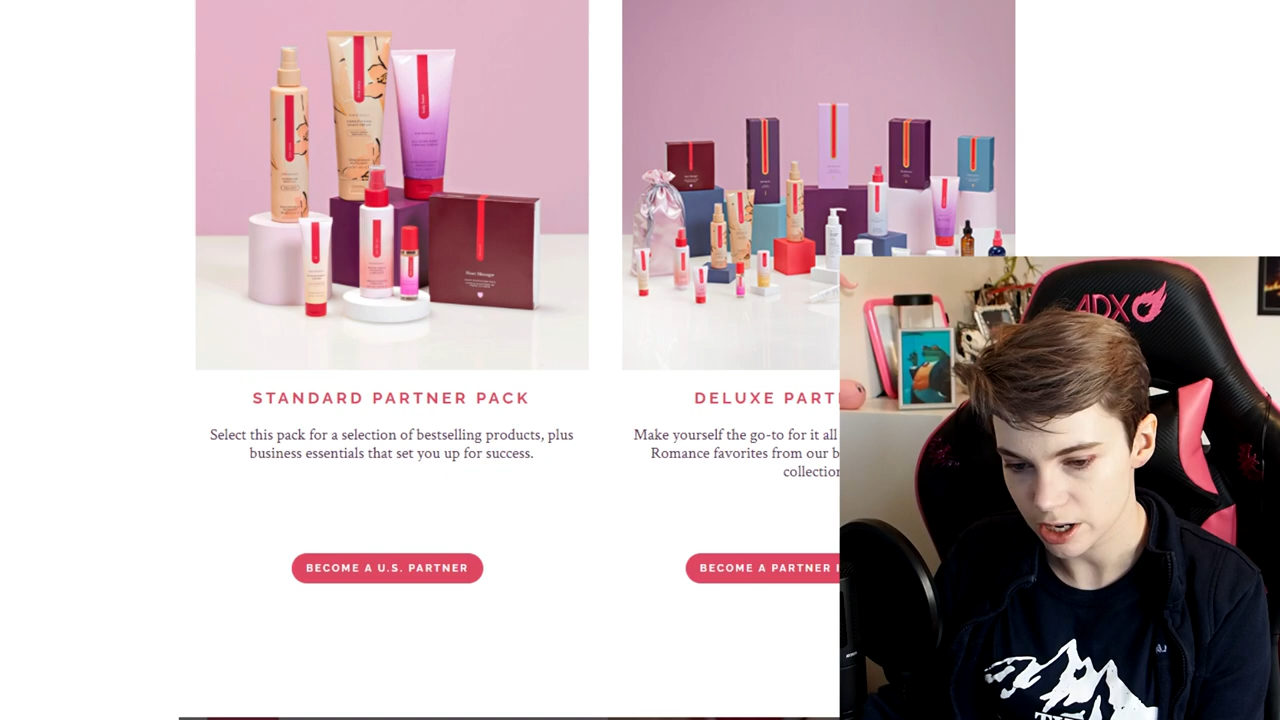 STANDARD PARTNER PACK
Select this pack for a selection of bestselling products, plus
business essentials that set you up for success.
BECOME A U.S. PARTNER
DELUXE
Make yourself the go-to for it all
Romance favorites from our
BECOME A PARTNER
ADX